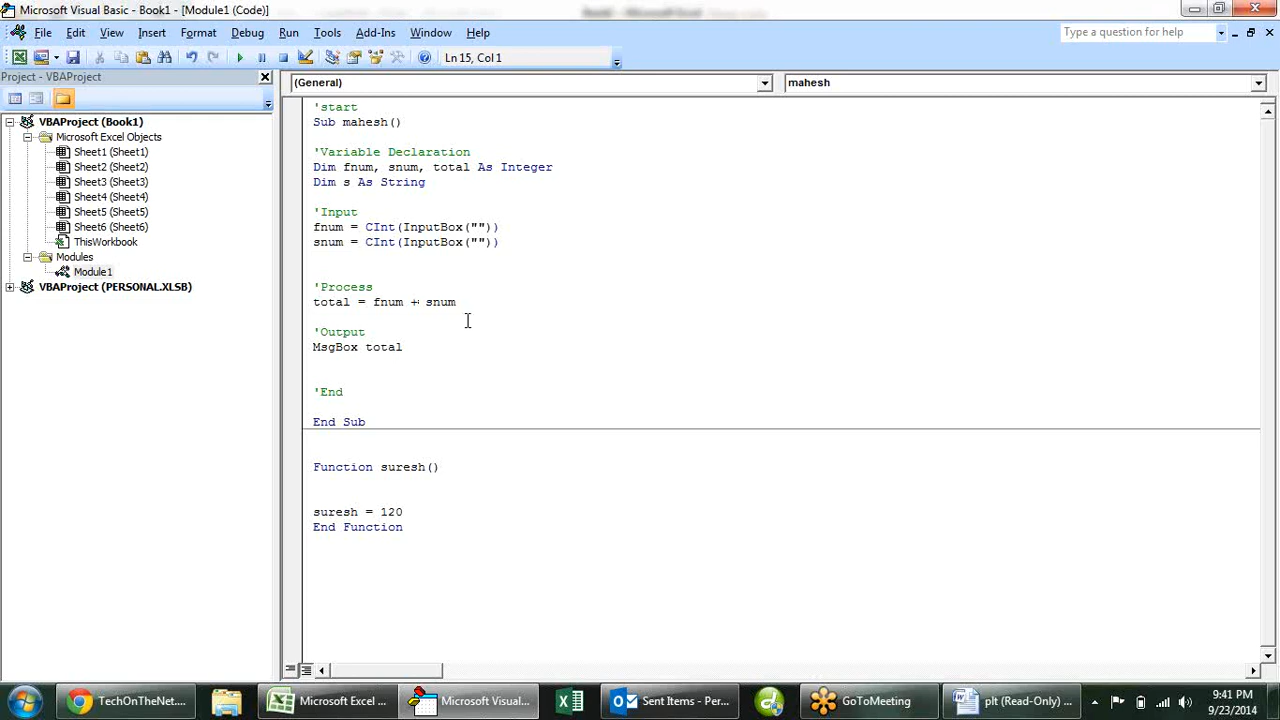 Microsoft Visual Basic - Book1 - [Module1 (Code)]
File Edit View Insert Format Debug Run Tools Add-Ins Window Help
Type a question for help
Ln 15, Col 1
Project - VBAProject
(General)
mahesh
VBAProject (Book1)
Microsoft Excel Objects
Sheet1 (Sheet1)
Sheet2 (Sheet2)
Sheet3 (Sheet3)
Sheet4 (Sheet4)
Sheet5 (Sheet5)
Sheet6 (Sheet6)
ThisWorkbook
Modules
Module1
VBAProject (PERSONAL.XLSB)
'start
Sub mahesh()
'Variable Declaration
Dim fnum, snum, total As Integer
Dim s As String
'Input
fnum = CInt(InputBox(""))
snum = CInt(InputBox(""))
'Process
total = fnum + snum
'Output
MsgBox total
'End
End Sub
Function suresh()
suresh = 120
End Function
TechOnTheNet....
Microsoft Excel ...
Microsoft Visual...
Sent Items - Per...
GoToMeeting
plt (Read-Only) ...
9:41 PM
9/23/2014